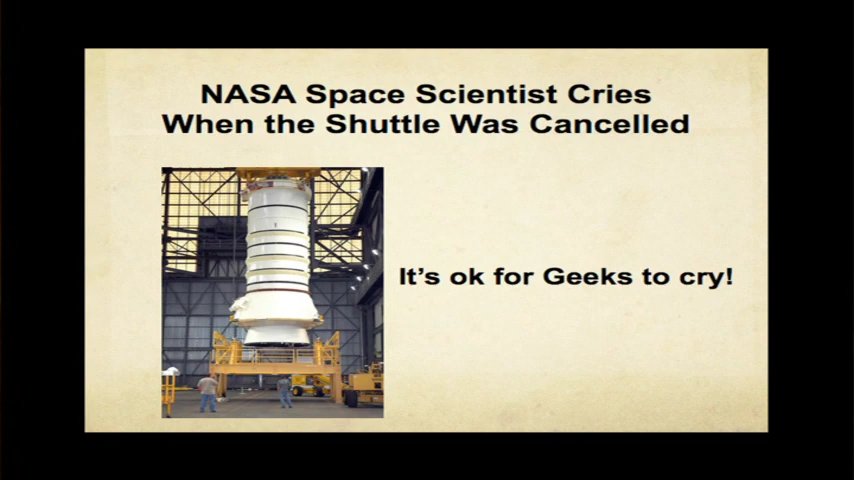 NASA Space Scientist Cries
When the Shuttle Was Cancelled
It's ok for Geeks to cry!